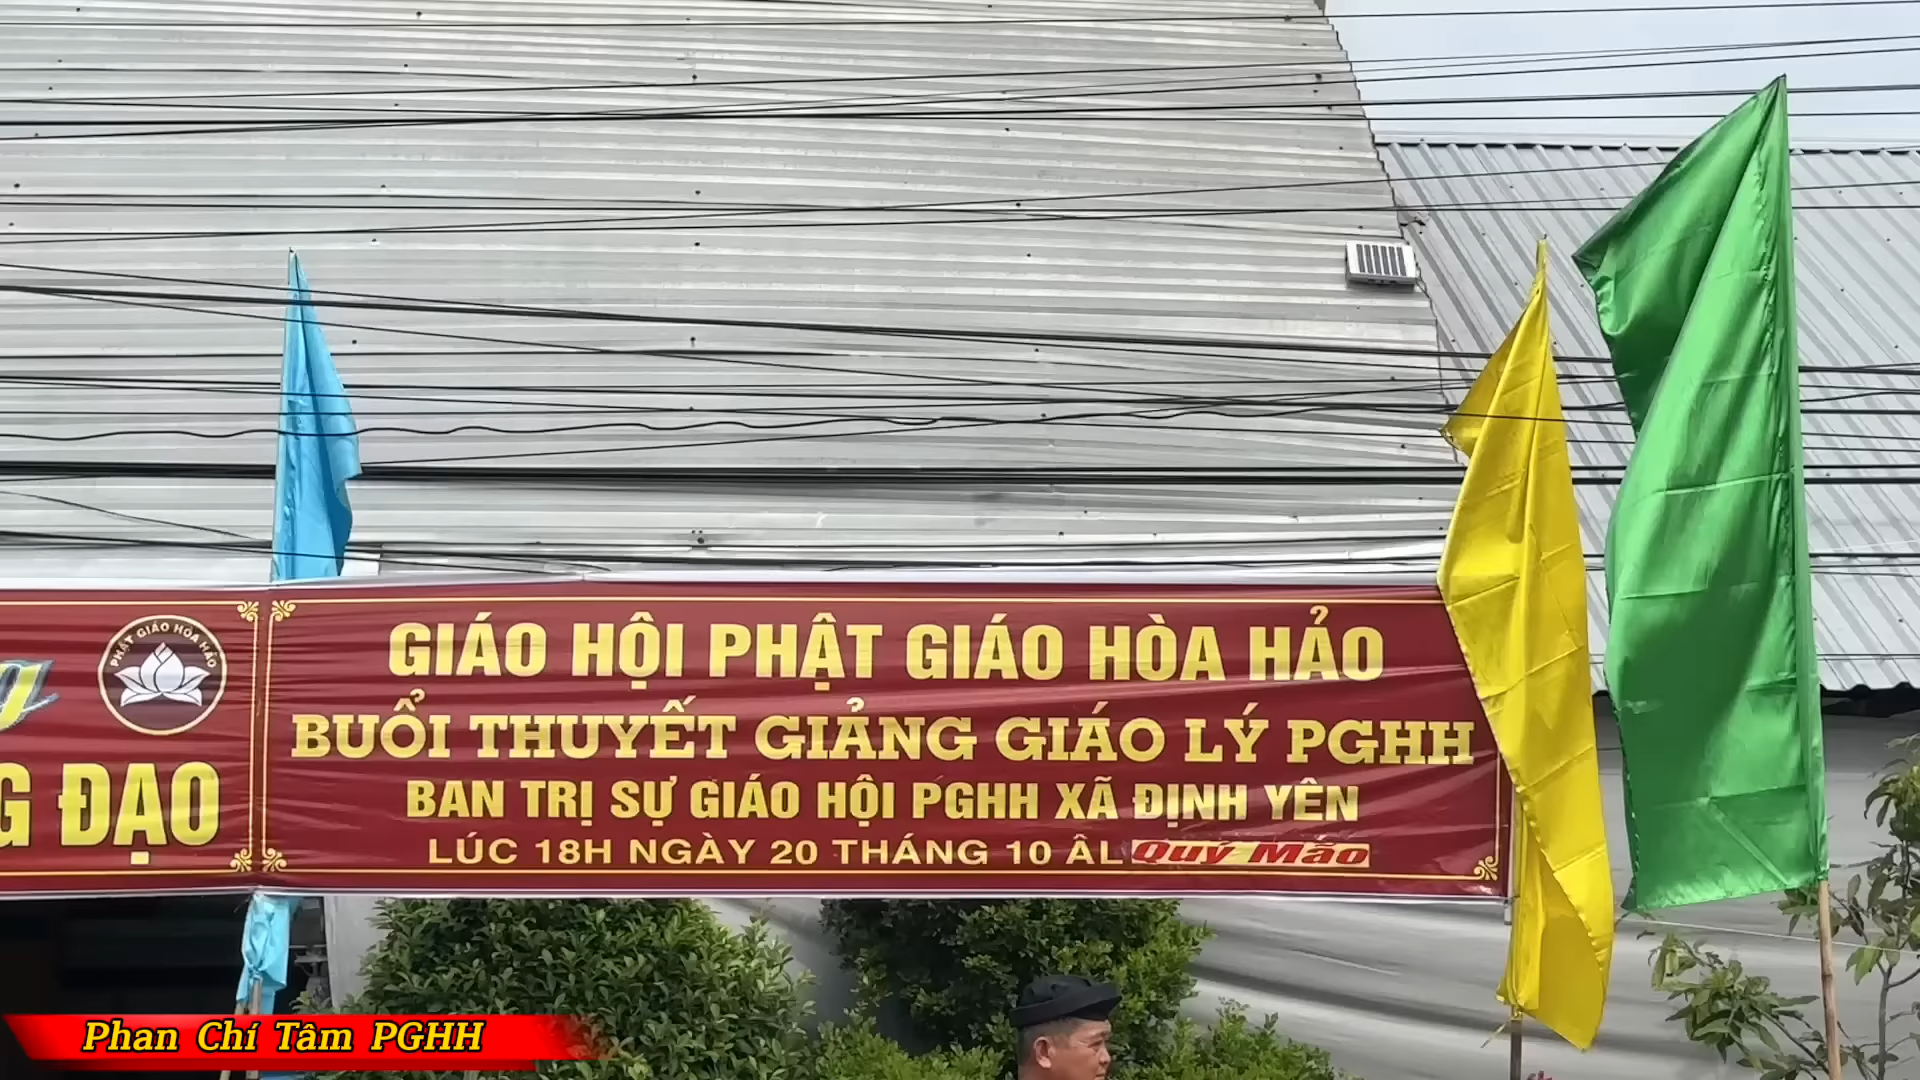 PHẬT GIÁO HÒA HẢO
ĐẠO
GIÁO HỘI PHẬT GIÁO HÒA HẢO
BUỔI THUYẾT GIẢNG GIÁO LÝ PGHH
BAN TRỊ SỰ GIÁO HỘI PGHH XÃ ĐỊNH YÊN
LÚC 18H NGÀY 20 THÁNG 10 ÂL Quý Mão
Phan Chí Tâm PGHH